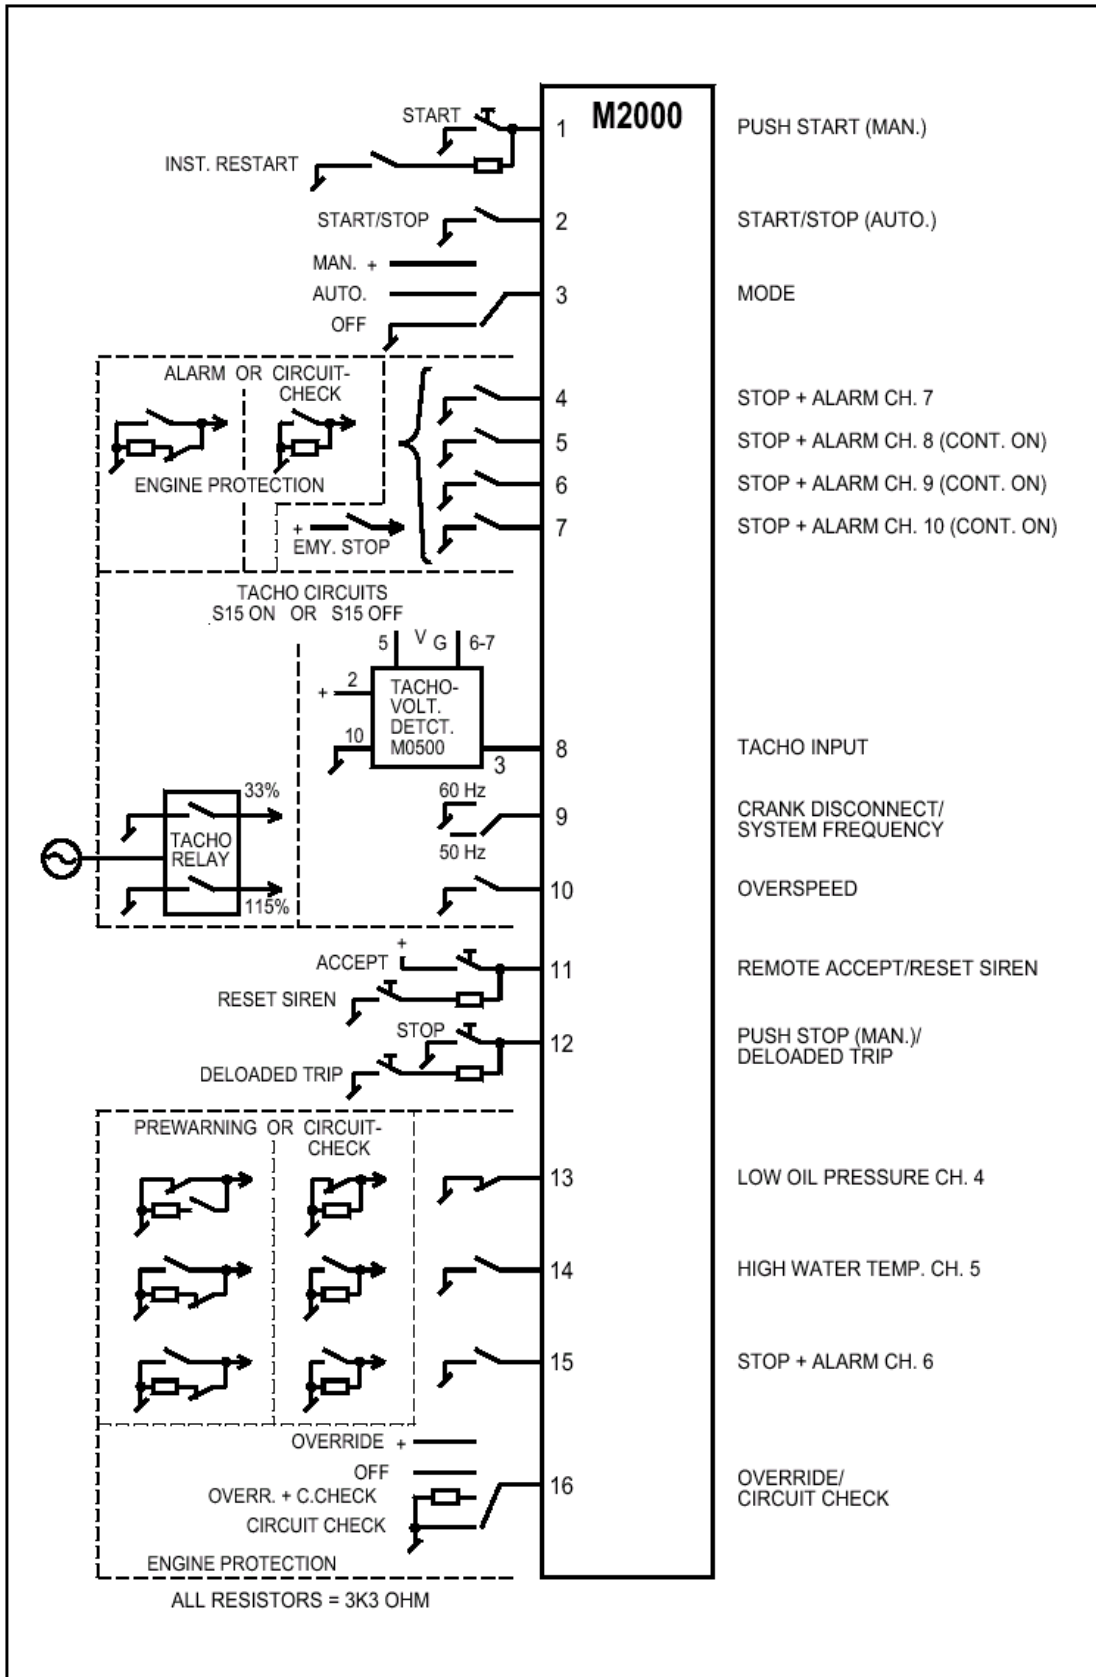 M2000
START
1
PUSH START (MAN.)
INST. RESTART
START/STOP
2
START/STOP (AUTO.)
MAN. +
AUTO.
3
MODE
OFF
ALARM OR CIRCUIT-
CHECK
4
STOP + ALARM CH. 7
5
STOP + ALARM CH. 8 (CONT. ON)
ENGINE PROTECTION
6
STOP + ALARM CH. 9 (CONT. ON)
+
EMY. STOP
7
STOP + ALARM CH. 10 (CONT. ON)
TACHO CIRCUITS
S15 ON OR S15 OFF
5 V G 6-7
+ 2
TACHO-
VOLT.
DETCT.
M0500
10
3
8
TACHO INPUT
33%
60 Hz
9
CRANK DISCONNECT/
SYSTEM FREQUENCY
TACHO
RELAY
50 Hz
115%
10
OVERSPEED
+
ACCEPT
11
REMOTE ACCEPT/RESET SIREN
RESET SIREN
STOP
12
PUSH STOP (MAN.)/
DELOADED TRIP
DELOADED TRIP
PREWARNING OR CIRCUIT-
CHECK
13
LOW OIL PRESSURE CH. 4
14
HIGH WATER TEMP. CH. 5
15
STOP + ALARM CH. 6
OVERRIDE +
OFF
16
OVERRIDE/
CIRCUIT CHECK
OVERR. + C.CHECK
CIRCUIT CHECK
ENGINE PROTECTION
ALL RESISTORS = 3K3 OHM